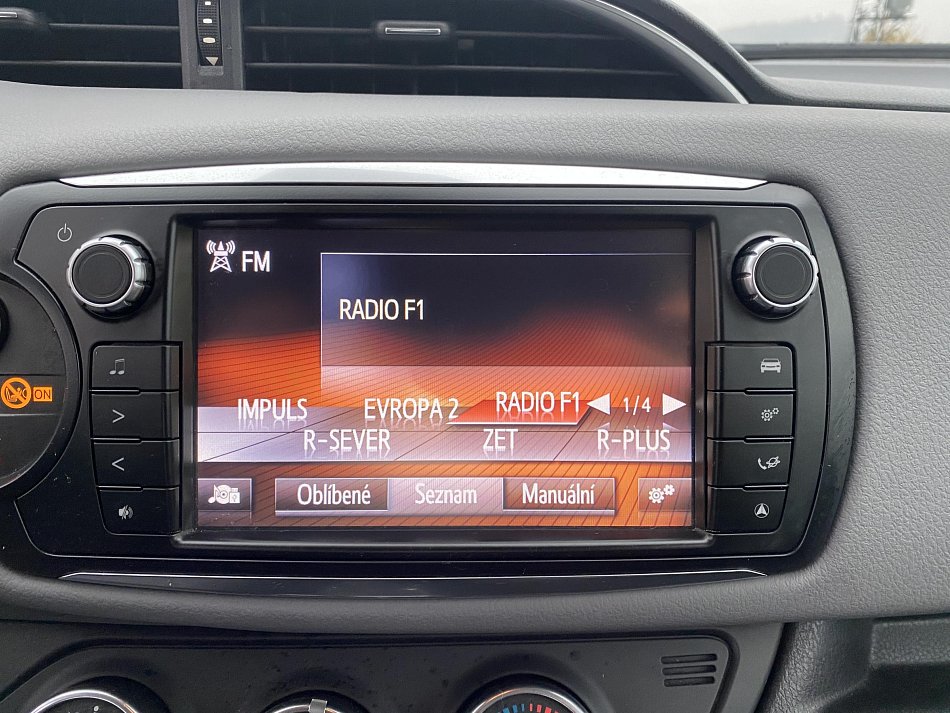 FM
RADIO F1
IMPULS EVROPA 2 RADIO F1 1/4
R-SEVER ZET R-PLUS
Oblíbené Seznam Manuální
ON